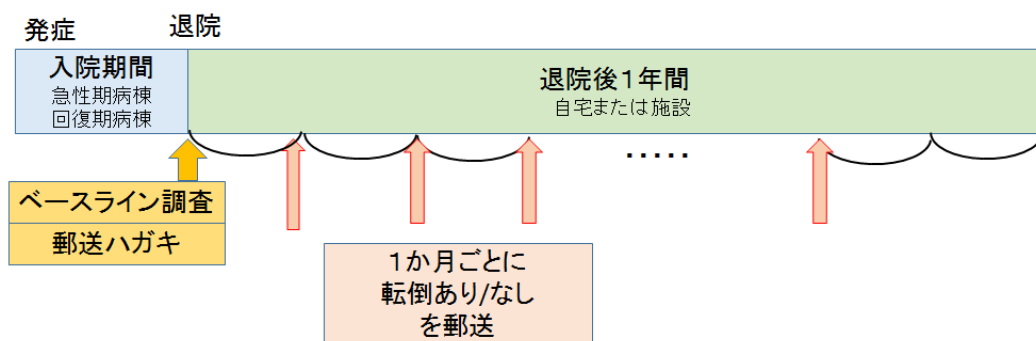 発症
退院
入院期間
急性期病棟
回復期病棟
退院後１年間
自宅または施設
・・・・・
ベースライン調査
郵送ハガキ
１か月ごとに
転倒あり/なし
を郵送